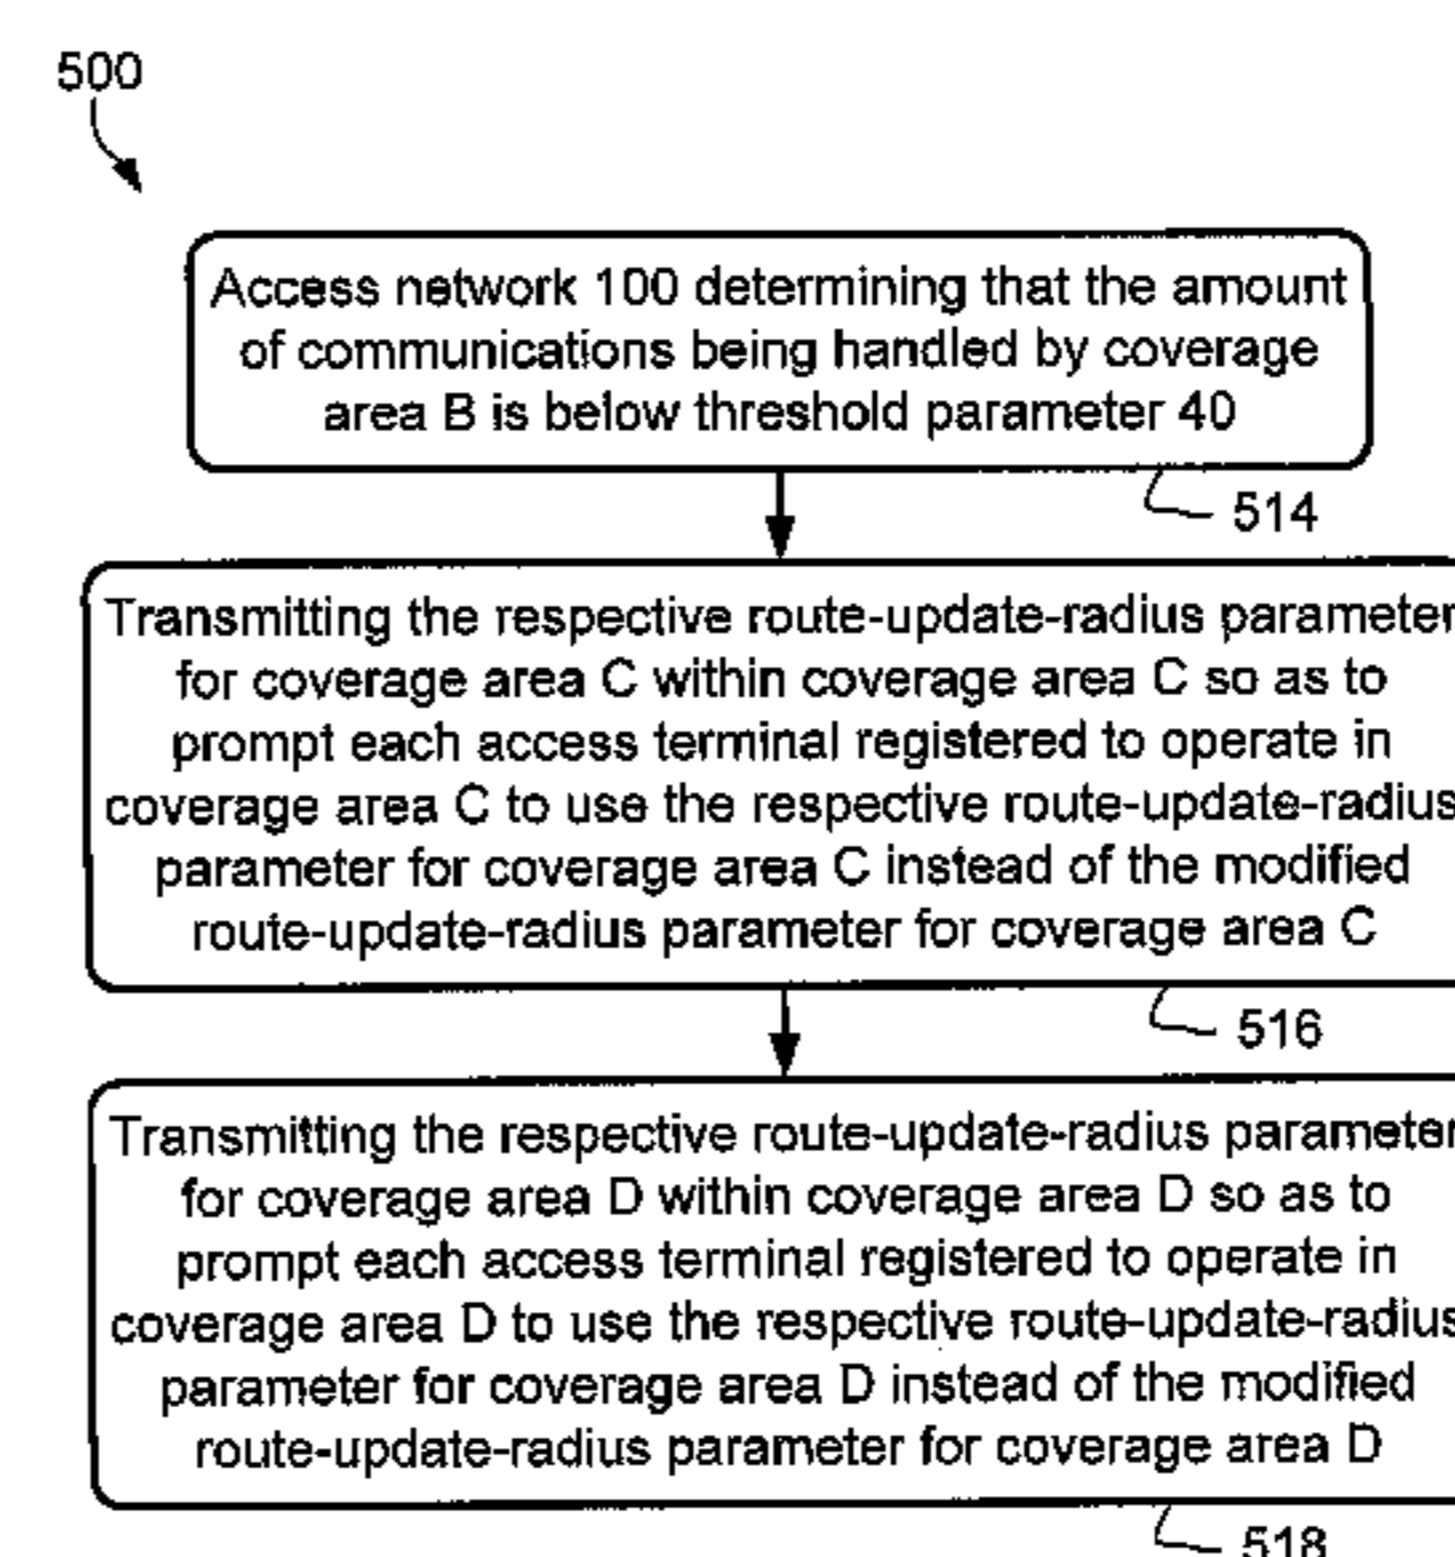 500
Access network 100 determining that the amount
of communications being handled by coverage
area B is below threshold parameter 40
514
Transmitting the respective route-update-radius parameter
for coverage area C within coverage area C so as to
prompt each access terminal registered to operate in
coverage area C to use the respective route-update-radius
parameter for coverage area C instead of the modified
route-update-radius parameter for coverage area C
516
Transmitting the respective route-update-radius parameter
for coverage area D within coverage area D so as to
prompt each access terminal registered to operate in
coverage area D to use the respective route-update-radius
parameter for coverage area D instead of the modified
route-update-radius parameter for coverage area D
518